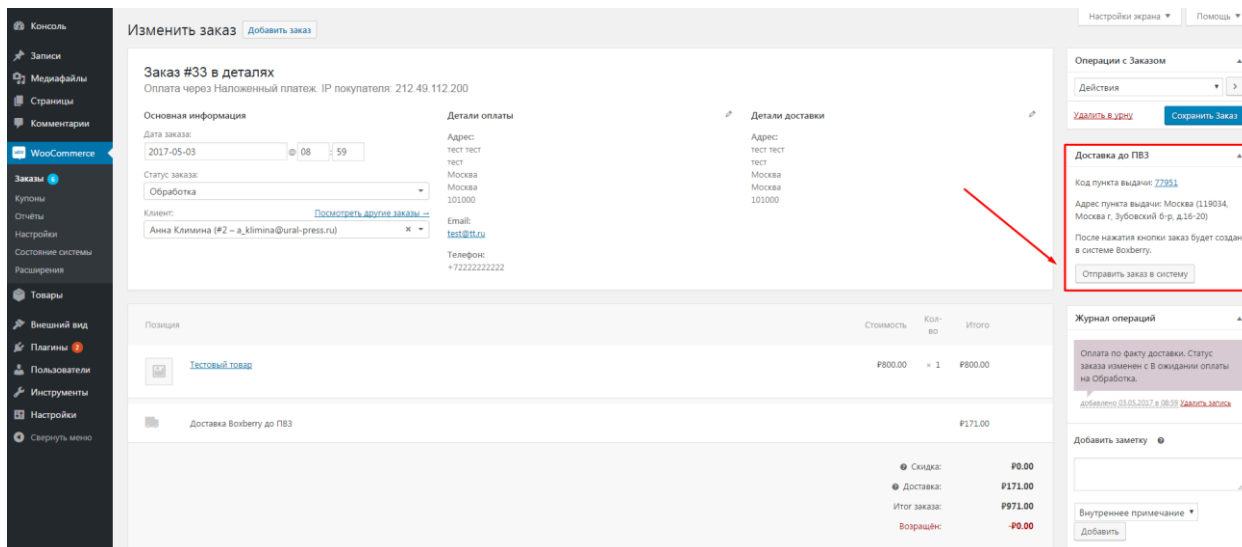 Консоль
Записи
Медиафайлы
Страницы
Комментарии
WooCommerce
Заказы 6
Купоны
Отчёты
Настройки
Состояние системы
Расширения
Товары
Внешний вид
Плагины 2
Пользователи
Инструменты
Настройки
Свернуть меню
Настройки экрана ▼ Помощь ▼
Изменить заказ Добавить заказ
Заказ #33 в деталях
Оплата через Наложенный платеж. IP покупателя: 212.49.112.200
Основная информация
Дата заказа:
2017-05-03 @ 08 : 59
Статус заказа:
Обработка
Клиент: Посмотреть другие заказы →
Анна Климина (#2 – a_klimina@ural-press.ru) ×
Детали оплаты
Адрес:
тест тест
тест
Москва
Москва
101000
Email:
test@tt.ru
Телефон:
+72222222222
Детали доставки
Адрес:
тест тест
тест
Москва
Москва
101000
Позиция Стоимость Кол-во Итого
Тестовый товар ₽800.00 × 1 ₽800.00
Доставка Boxberry до ПВЗ ₽171.00
Скидка: ₽0.00
Доставка: ₽171.00
Итог заказа: ₽971.00
Возращён: -₽0.00
Операции с Заказом
Действия
Удалить в урну Сохранить Заказ
Доставка до ПВЗ
Код пункта выдачи: 77951
Адрес пункта выдачи: Москва (119034,
Москва г, Зубовский б-р, д.16-20)
После нажатия кнопки заказ будет создан
в системе Boxberry.
Отправить заказ в систему
Журнал операций
Оплата по факту доставки. Статус
заказа изменен с В ожидании оплаты
на Обработка.
добавлено 03.05.2017 в 08:59 Удалить запись
Добавить заметку
Внутреннее примечание ▼
Добавить